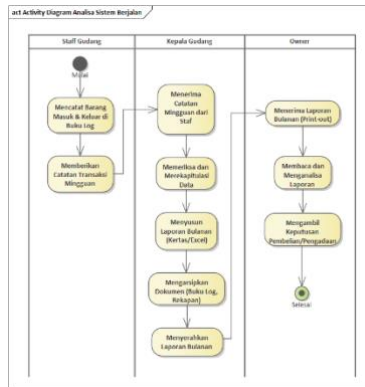 act Activity Diagram Analisa Sistem Berjalan
Staff Gudang
Kepala Gudang
Owner
Mulai
Mencatat Barang
Masuk & Keluar di
Buku Log
Memberikan
Catatan Transaksi
Mingguan
Menerima
Catatan
Mingguan dari
Staf
Memeriksa dan
Merekapitulasi
Data
Menyusun
Laporan Bulanan
(Kertas/Excel)
Mengarsipkan
Dokumen (Buku Log,
Rekapan)
Menyerahkan
Laporan Bulanan
Menerima Laporan
Bulanan (Print-out)
Membaca dan
Menganalisa
Laporan
Mengambil
Keputusan
Pembelian/Pengadaan
Selesai